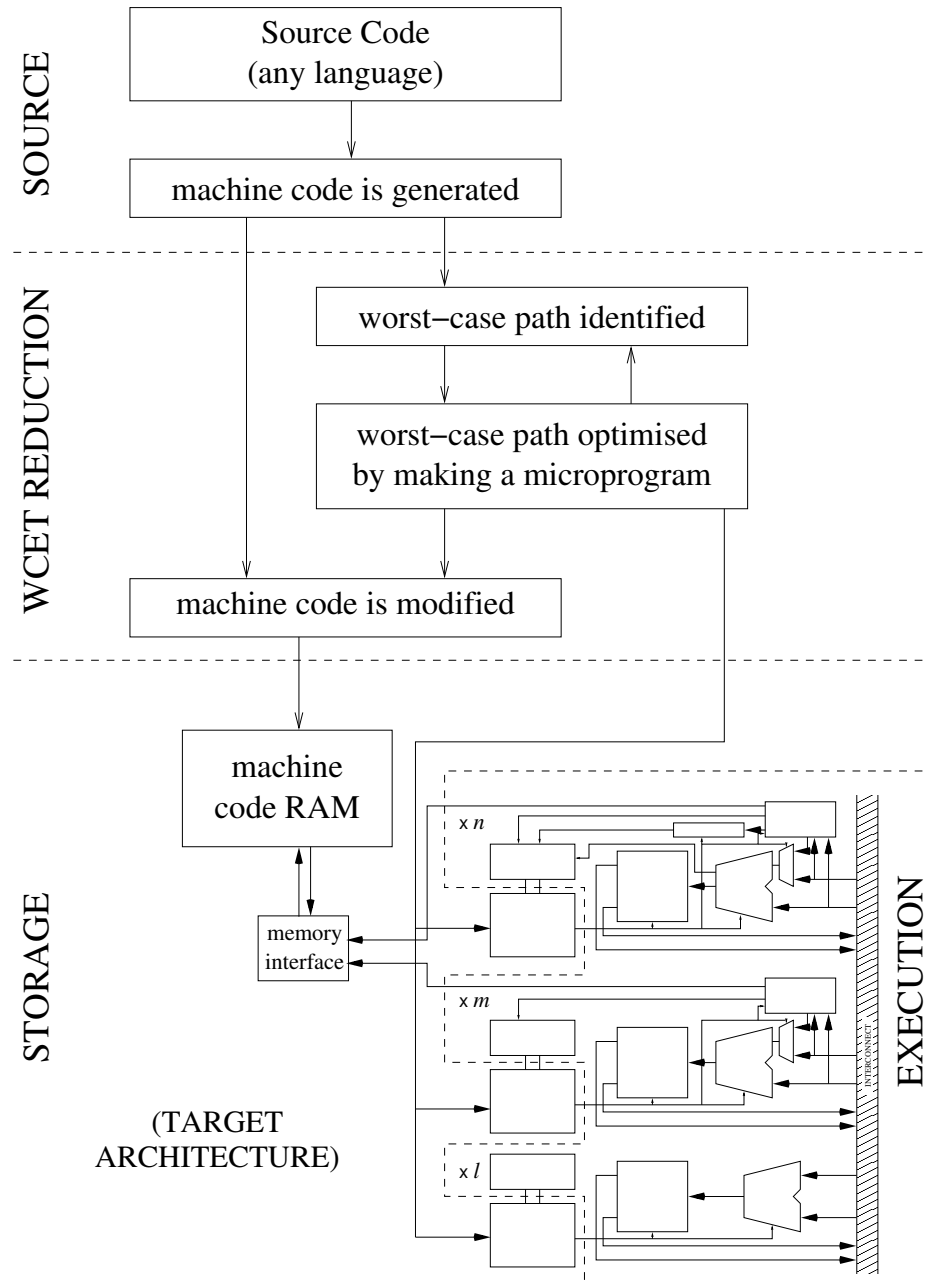 SOURCE
Source Code
(any language)
machine code is generated
WCET REDUCTION
worst−case path identified
worst−case path optimised
by making a microprogram
machine code is modified
STORAGE
machine
code RAM
memory
interface
(TARGET
ARCHITECTURE)
x n
x m
x l
INTERCONNECT
EXECUTION